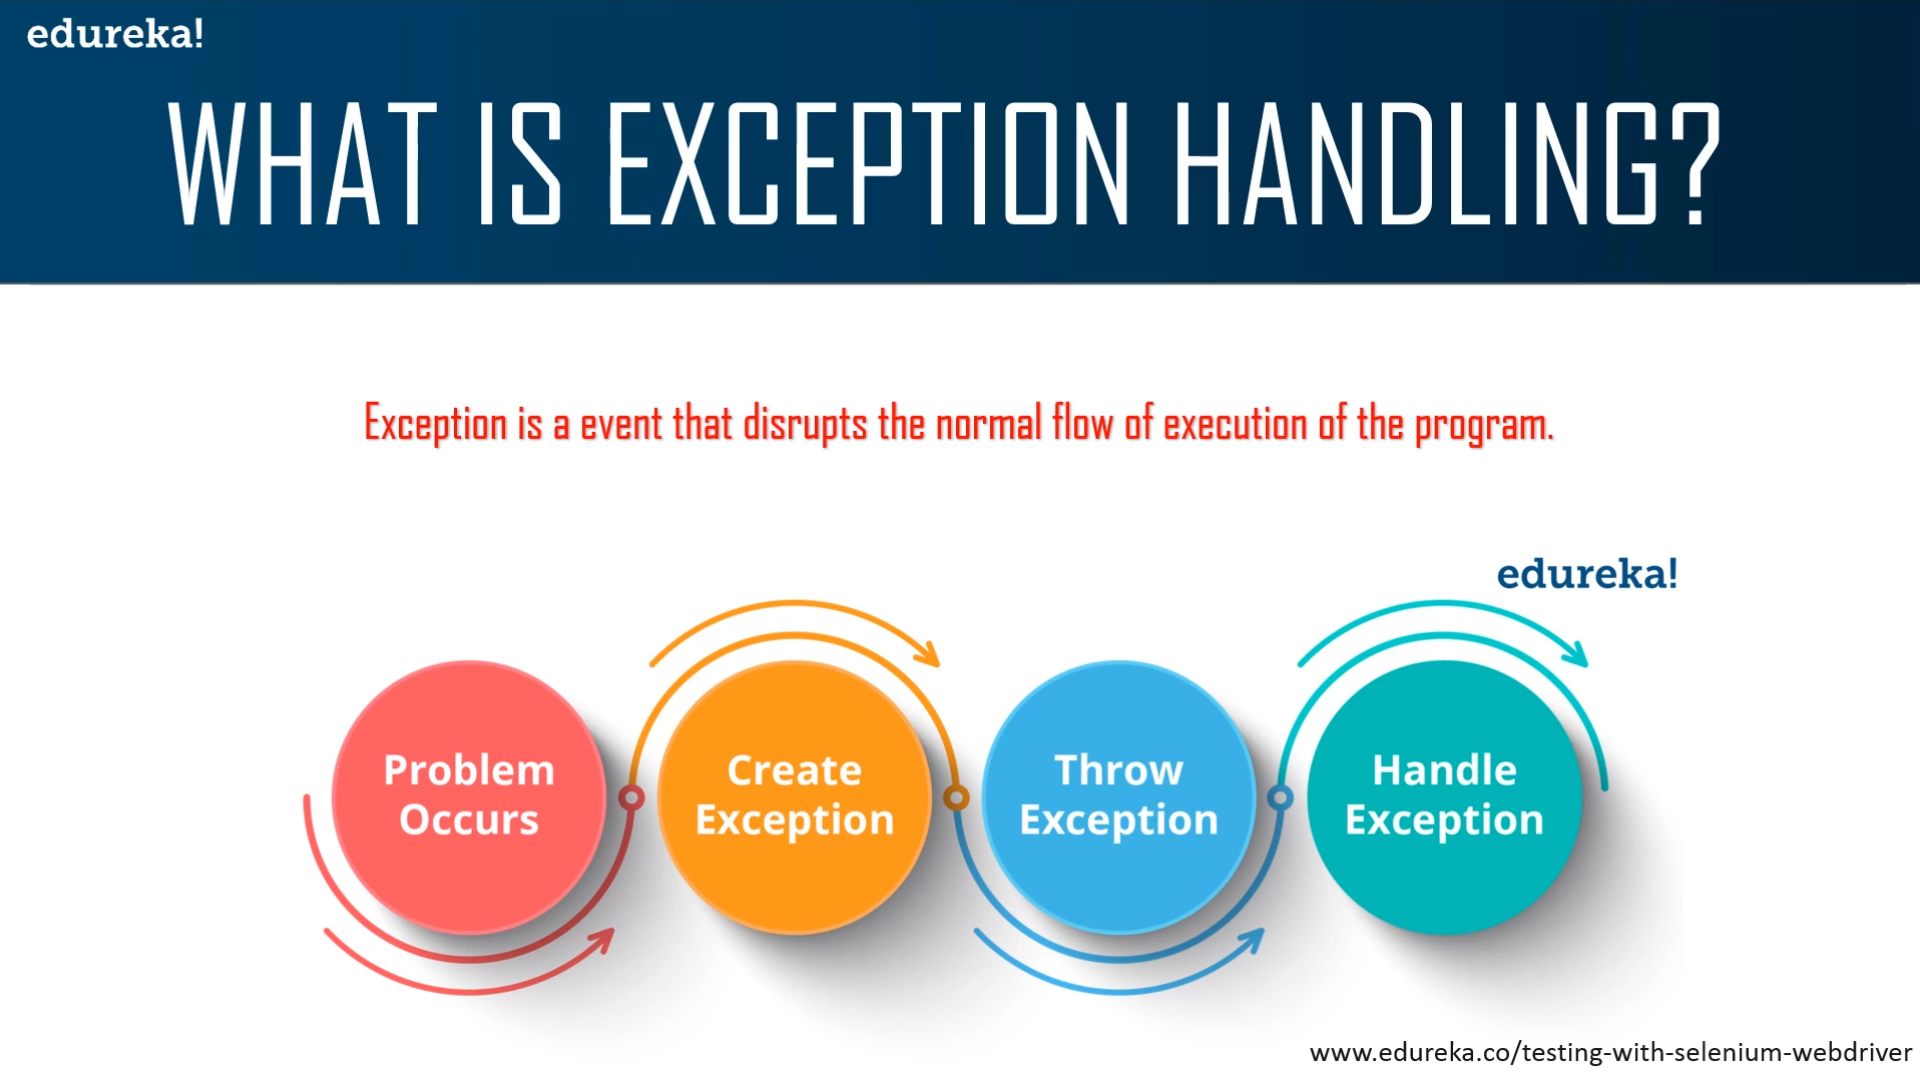 edureka!
WHAT IS EXCEPTION HANDLING?
Exception is a event that disrupts the normal flow of execution of the program.
edureka!
Problem
Occurs
Create
Exception
Throw
Exception
Handle
Exception
www.edureka.co/testing-with-selenium-webdriver